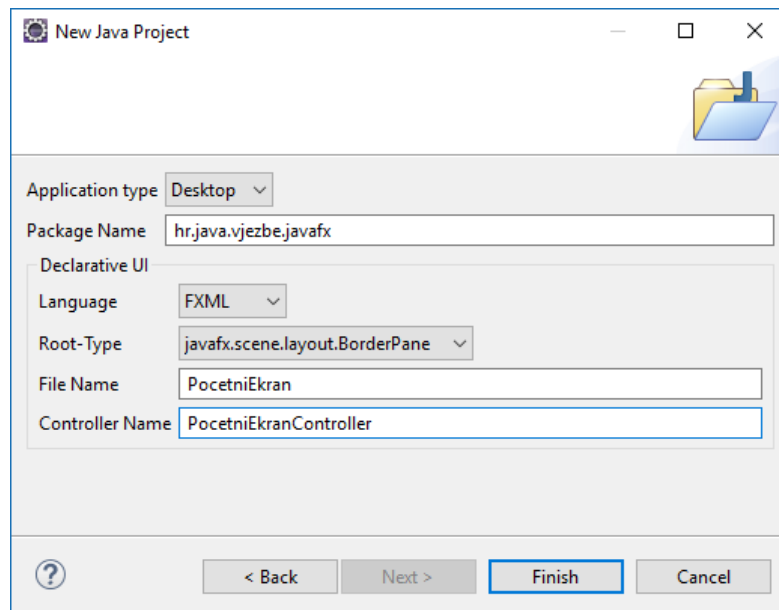 New Java Project
Application type Desktop
Package Name hr.java.vjezbe.javafx
Declarative UI
Language FXML
Root-Type javafx.scene.layout.BorderPane
File Name PocetniEkran
Controller Name PocetniEkranController
? < Back Next > Finish Cancel